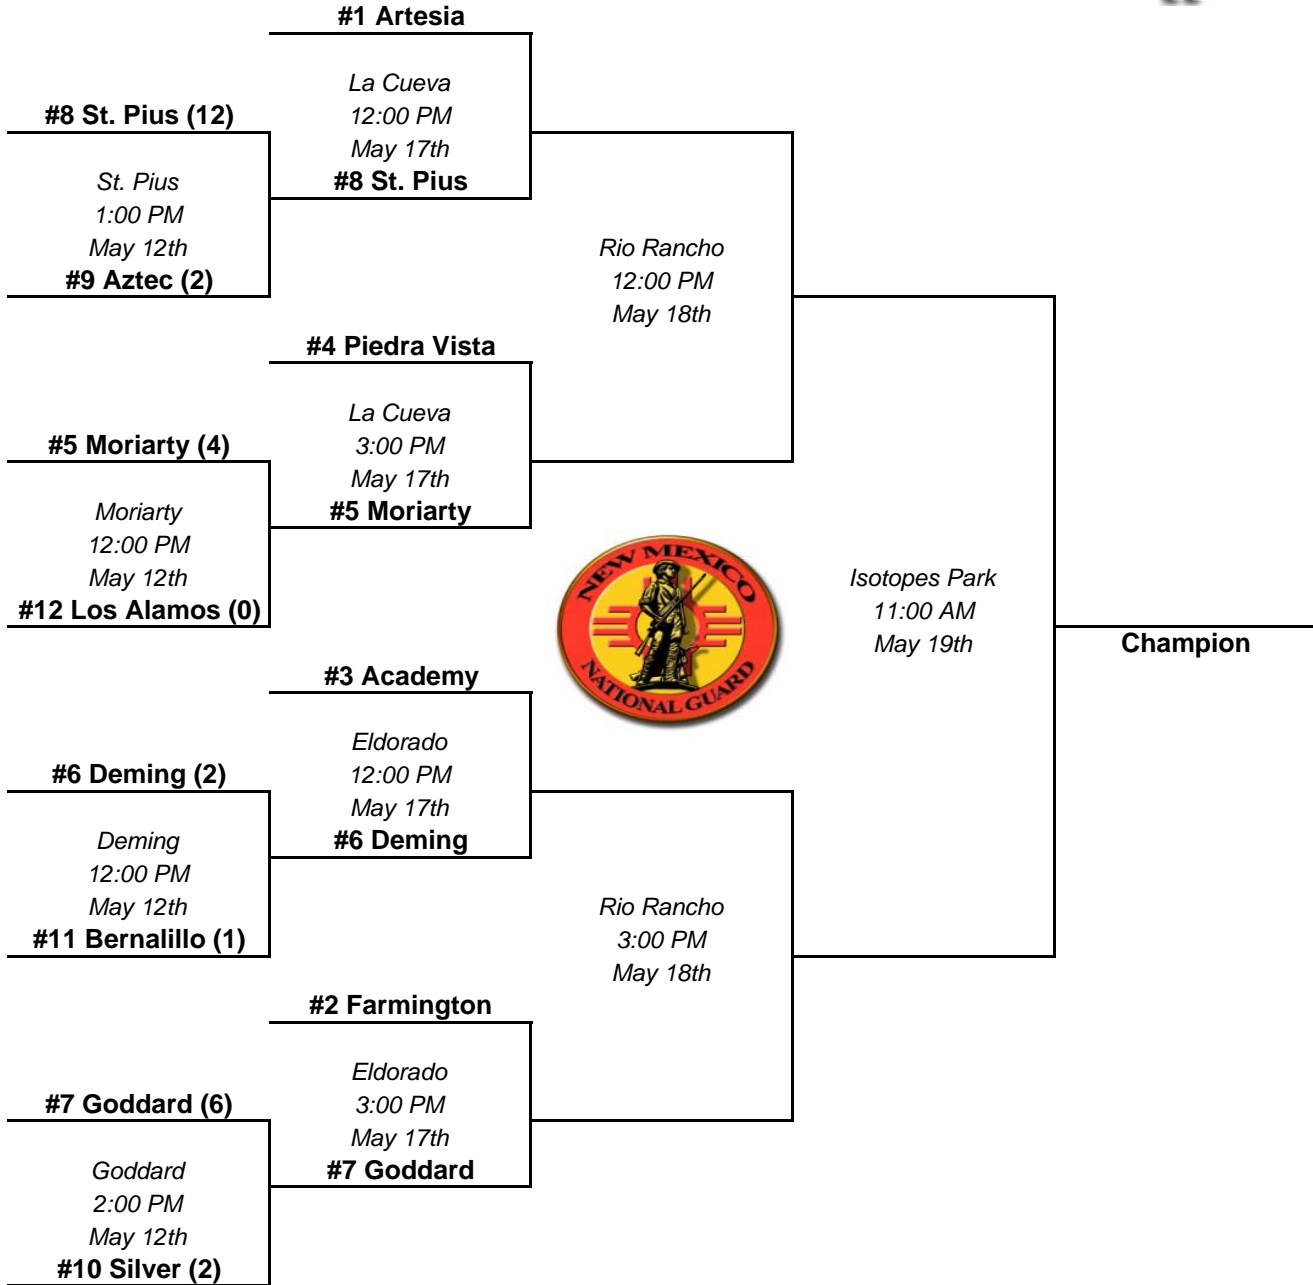 #1 Artesia
La Cueva
12:00 PM
May 17th
#8 St. Pius
#8 St. Pius (12)
St. Pius
1:00 PM
May 12th
#9 Aztec (2)
Rio Rancho
12:00 PM
May 18th
#4 Piedra Vista
La Cueva
3:00 PM
May 17th
#5 Moriarty
#5 Moriarty (4)
Moriarty
12:00 PM
May 12th
#12 Los Alamos (0)
NEW MEXICO
NATIONAL GUARD
Isotopes Park
11:00 AM
May 19th
Champion
#3 Academy
Eldorado
12:00 PM
May 17th
#6 Deming
#6 Deming (2)
Deming
12:00 PM
May 12th
#11 Bernalillo (1)
Rio Rancho
3:00 PM
May 18th
#2 Farmington
Eldorado
3:00 PM
May 17th
#7 Goddard
#7 Goddard (6)
Goddard
2:00 PM
May 12th
#10 Silver (2)